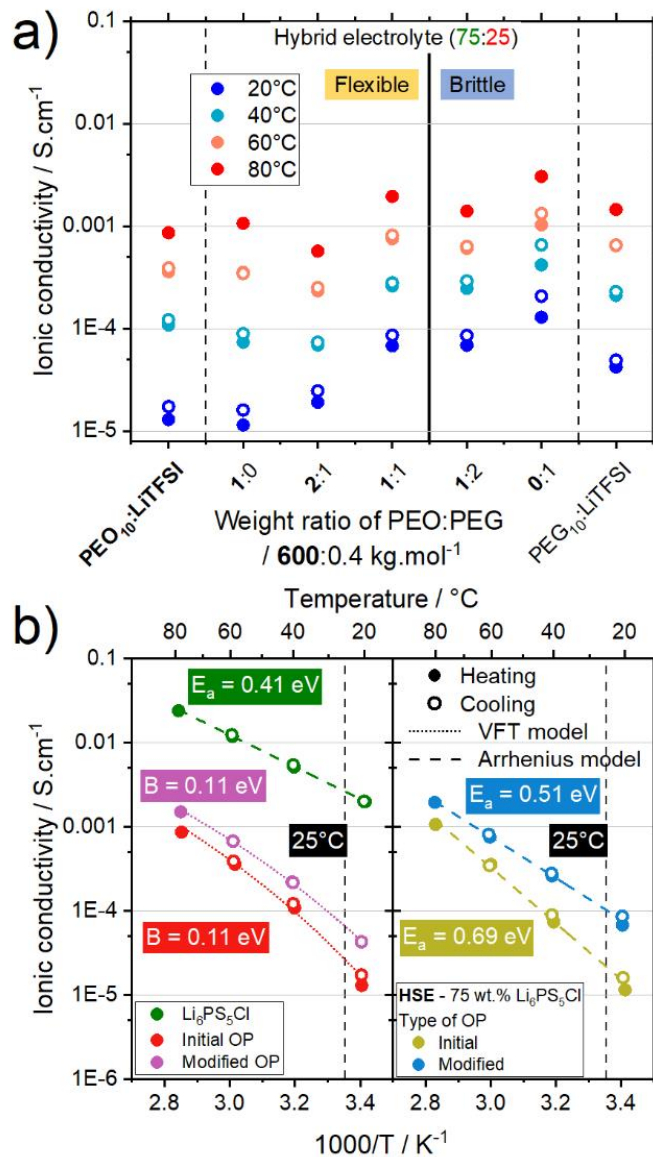 a)
Hybrid electrolyte (75:25)
20°C
40°C
60°C
80°C
Flexible
Brittle
0.1
0.01
0.001
1E-4
1E-5
Ionic conductivity / S.cm⁻¹
PEO₁₀:LiTFSI
1:0
2:1
1:1
1:2
0:1
PEG₁₀:LiTFSI
Weight ratio of PEO:PEG
/ 600:0.4 kg.mol⁻¹
b)
Temperature / °C
80 60 40 20 80 60 40 20
0.1
0.01
0.001
1E-4
1E-5
1E-6
Ionic conductivity / S.cm⁻¹
Eₐ = 0.41 eV
B = 0.11 eV
25°C
B = 0.11 eV
Li₆PS₅Cl
Initial OP
Modified OP
Heating
Cooling
VFT model
Arrhenius model
Eₐ = 0.51 eV
25°C
Eₐ = 0.69 eV
HSE - 75 wt.% Li₆PS₅Cl
Type of OP
Initial
Modified
2.8 3.0 3.2 3.4 2.8 3.0 3.2 3.4
1000/T / K⁻¹